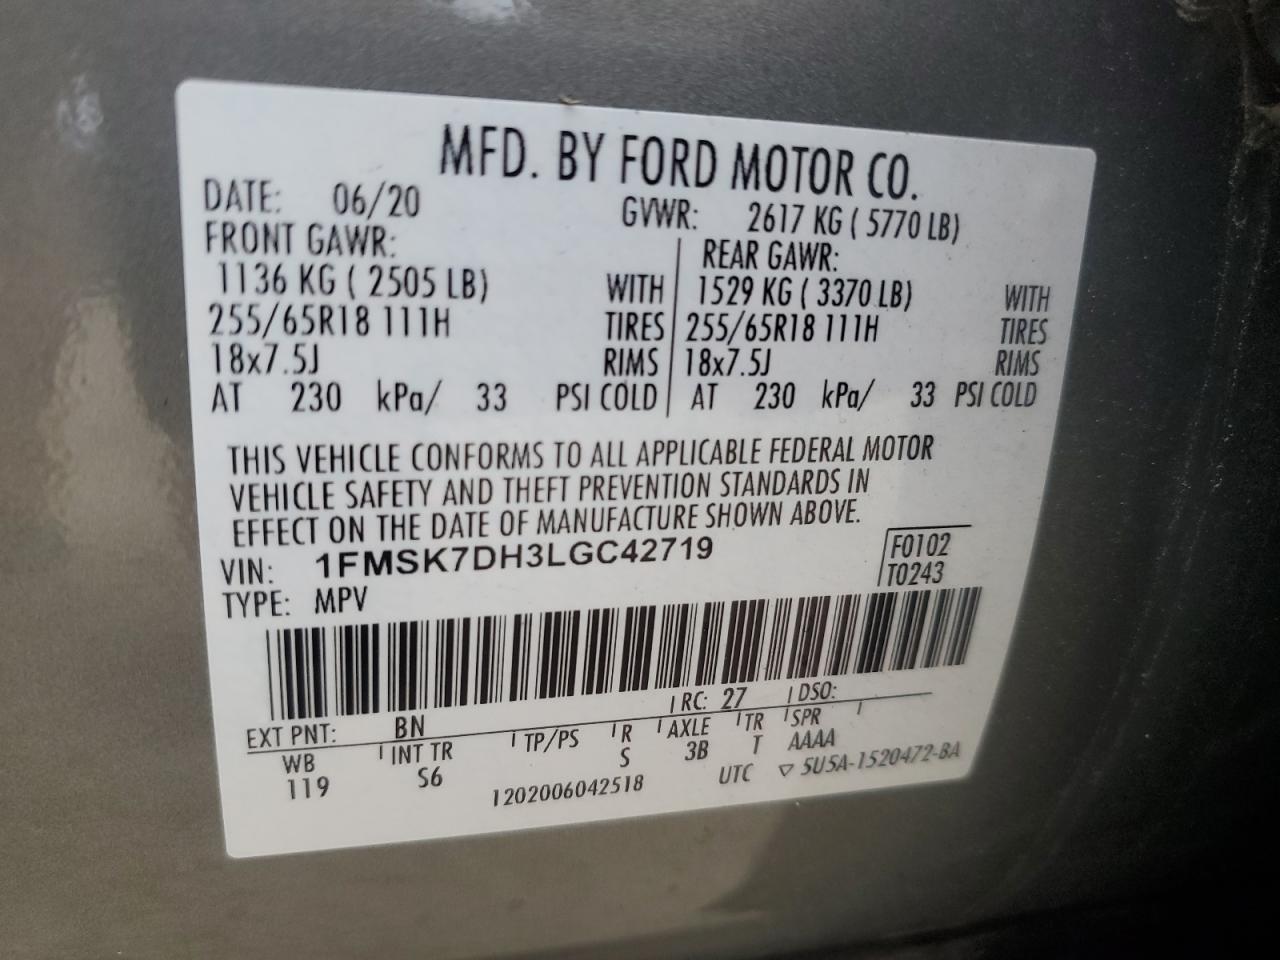 MFD. BY FORD MOTOR CO.
DATE: 06/20 GVWR: 2617 KG ( 5770 LB)
FRONT GAWR: REAR GAWR:
1136 KG ( 2505 LB) WITH 1529 KG ( 3370 LB) WITH
255/65R18 111H TIRES 255/65R18 111H TIRES
18x7.5J RIMS 18x7.5J RIMS
AT 230 kPa/ 33 PSI COLD AT 230 kPa/ 33 PSI COLD
THIS VEHICLE CONFORMS TO ALL APPLICABLE FEDERAL MOTOR
VEHICLE SAFETY AND THEFT PREVENTION STANDARDS IN
EFFECT ON THE DATE OF MANUFACTURE SHOWN ABOVE.
VIN: 1FMSK7DH3LGC42719 F0102
TYPE: MPV T0243
EXT PNT: BN RC: 27 DSO:
WB INT TR TP/PS R AXLE TR SPR
119 S6 S 3B T AAAA
1202006042518 UTC ▽ 5U5A-1520472-BA